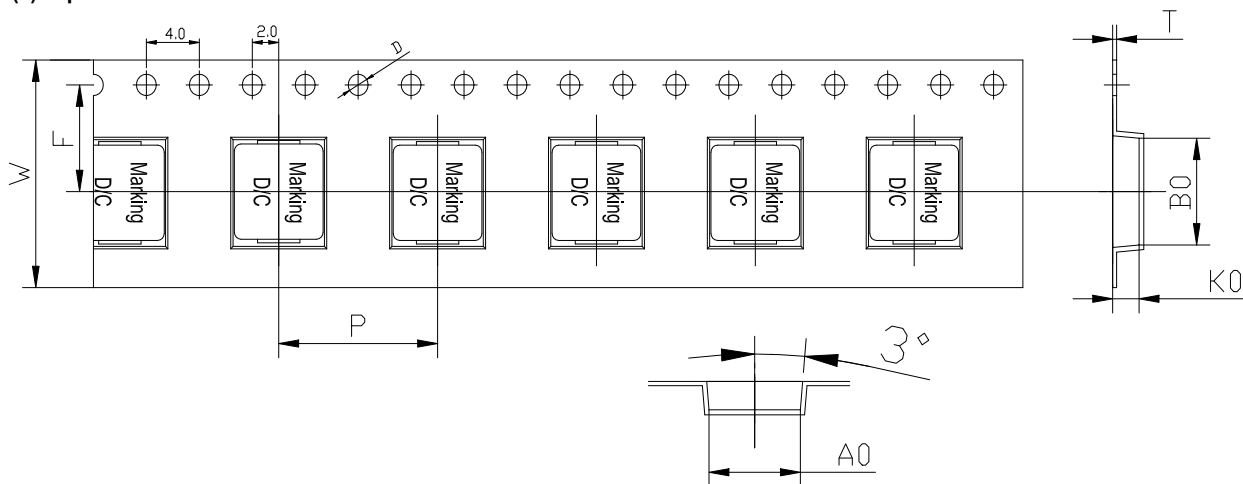 4.0
2.0
D
T
F
W
Marking
D/C
Marking
D/C
Marking
D/C
Marking
D/C
Marking
D/C
Marking
D/C
B0
K0
P
3°
A0